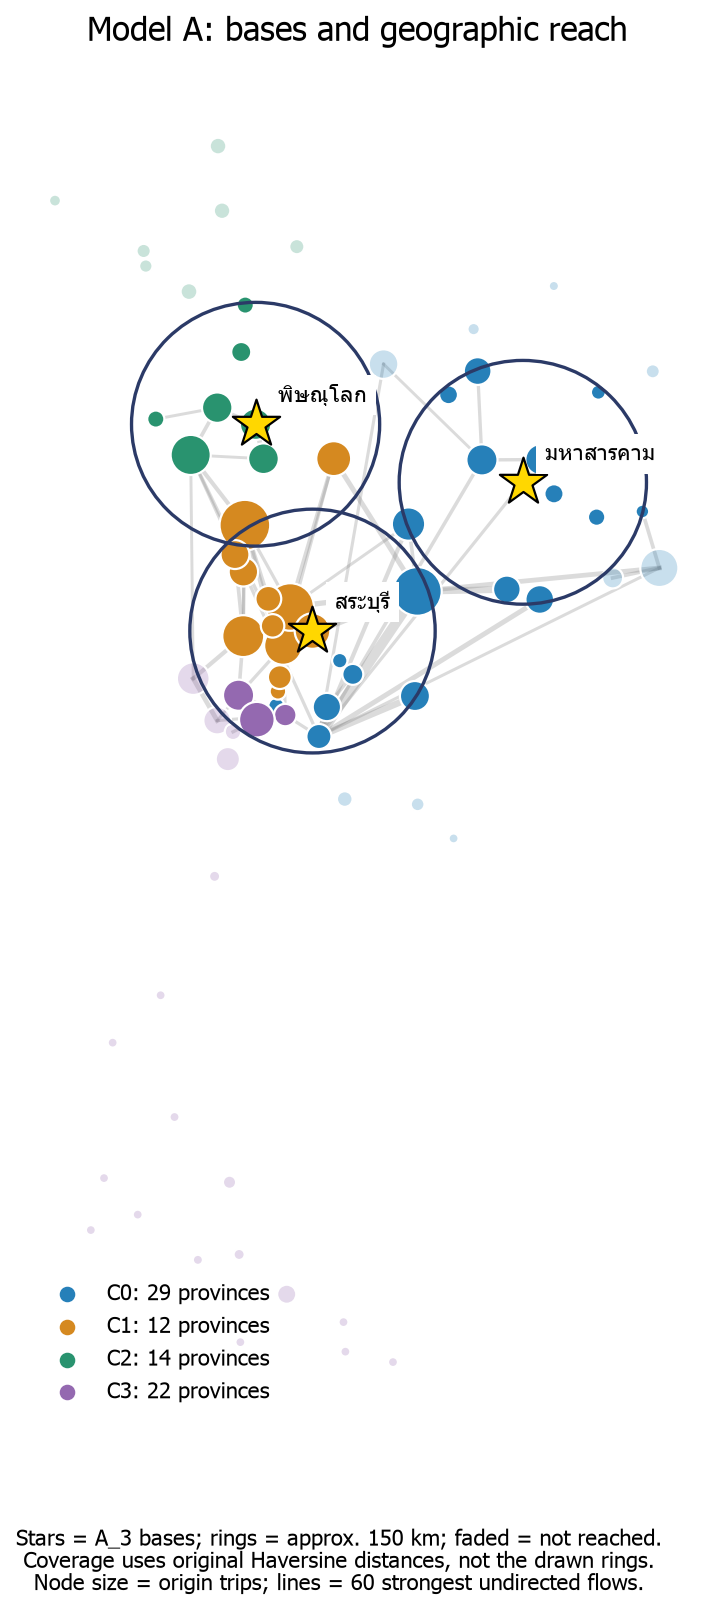 Model A: bases and geographic reach
พิษณุโลก
มหาสารคาม
สระบุรี
C0: 29 provinces
C1: 12 provinces
C2: 14 provinces
C3: 22 provinces
Stars = A_3 bases; rings = approx. 150 km; faded = not reached.
Coverage uses original Haversine distances, not the drawn rings.
Node size = origin trips; lines = 60 strongest undirected flows.